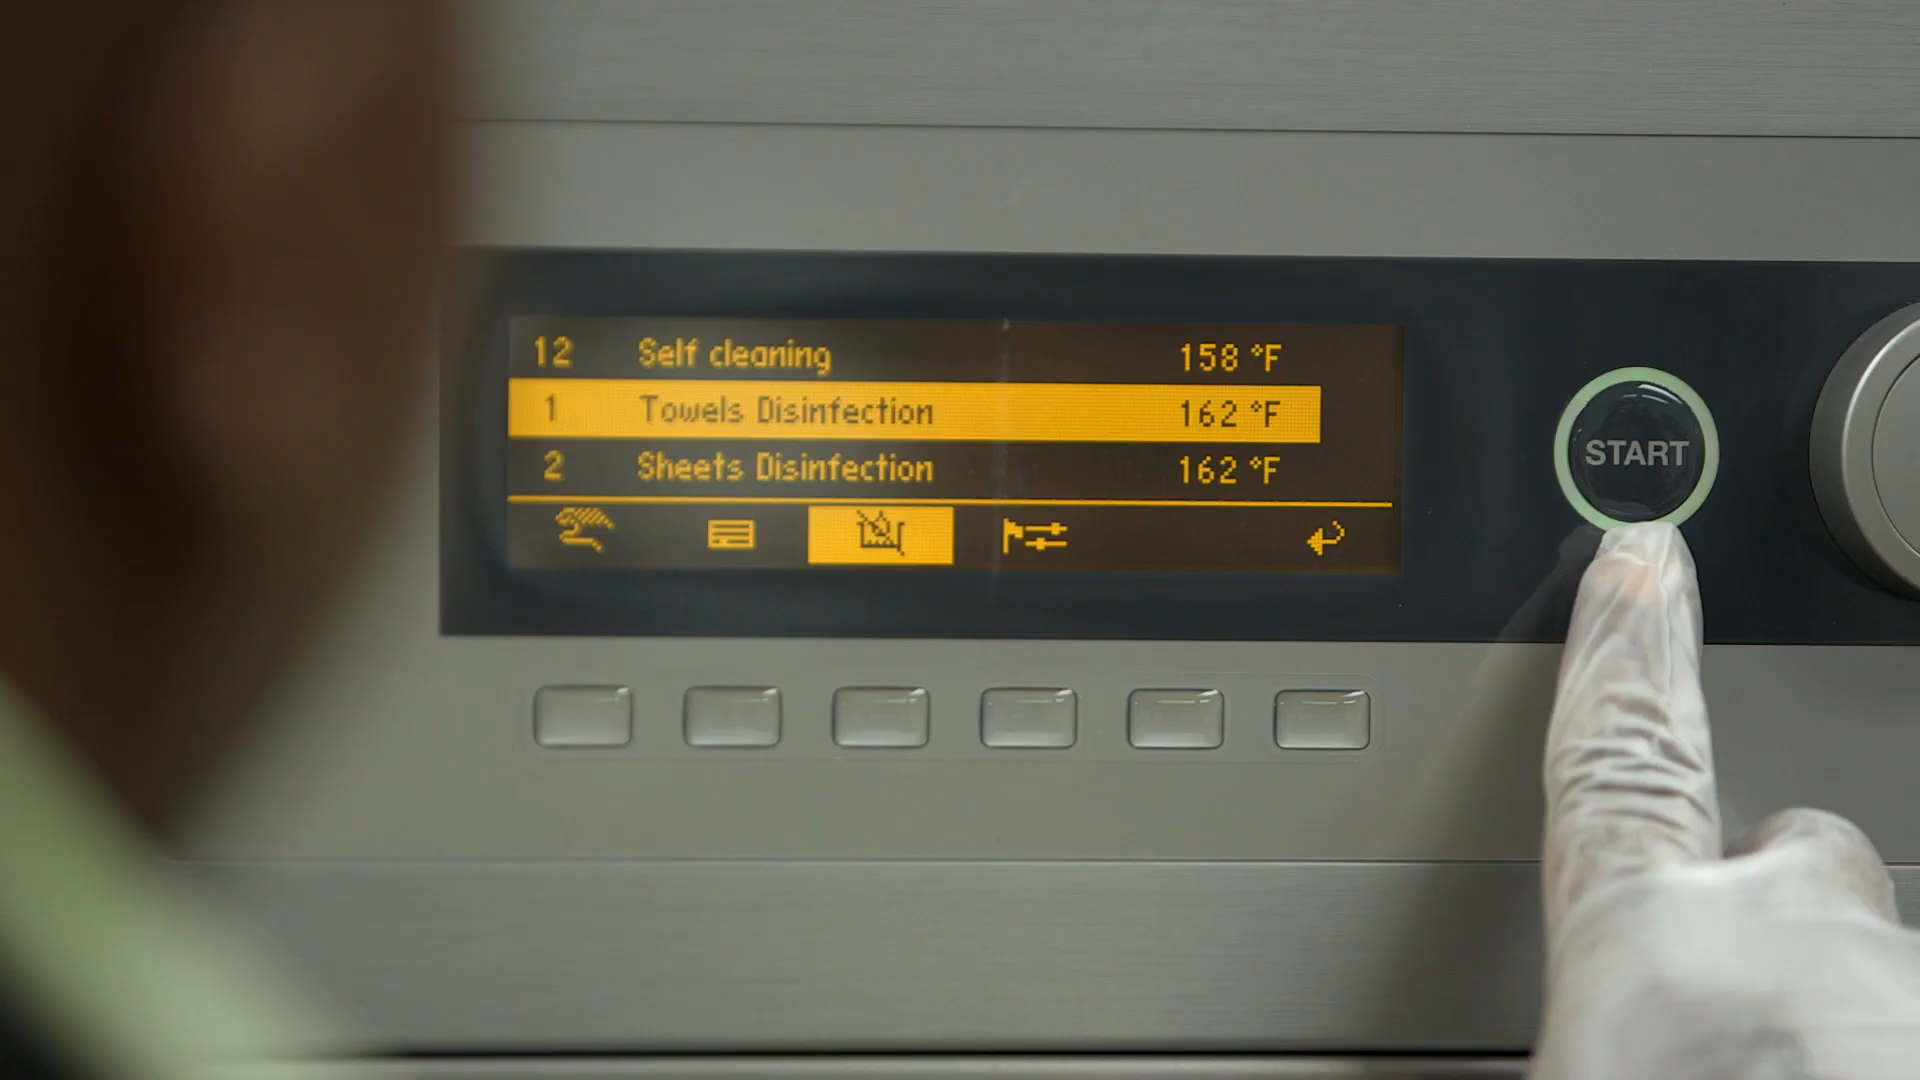 12 Self cleaning 158 °F
1 Towels Disinfection 162 °F
2 Sheets Disinfection 162 °F
START